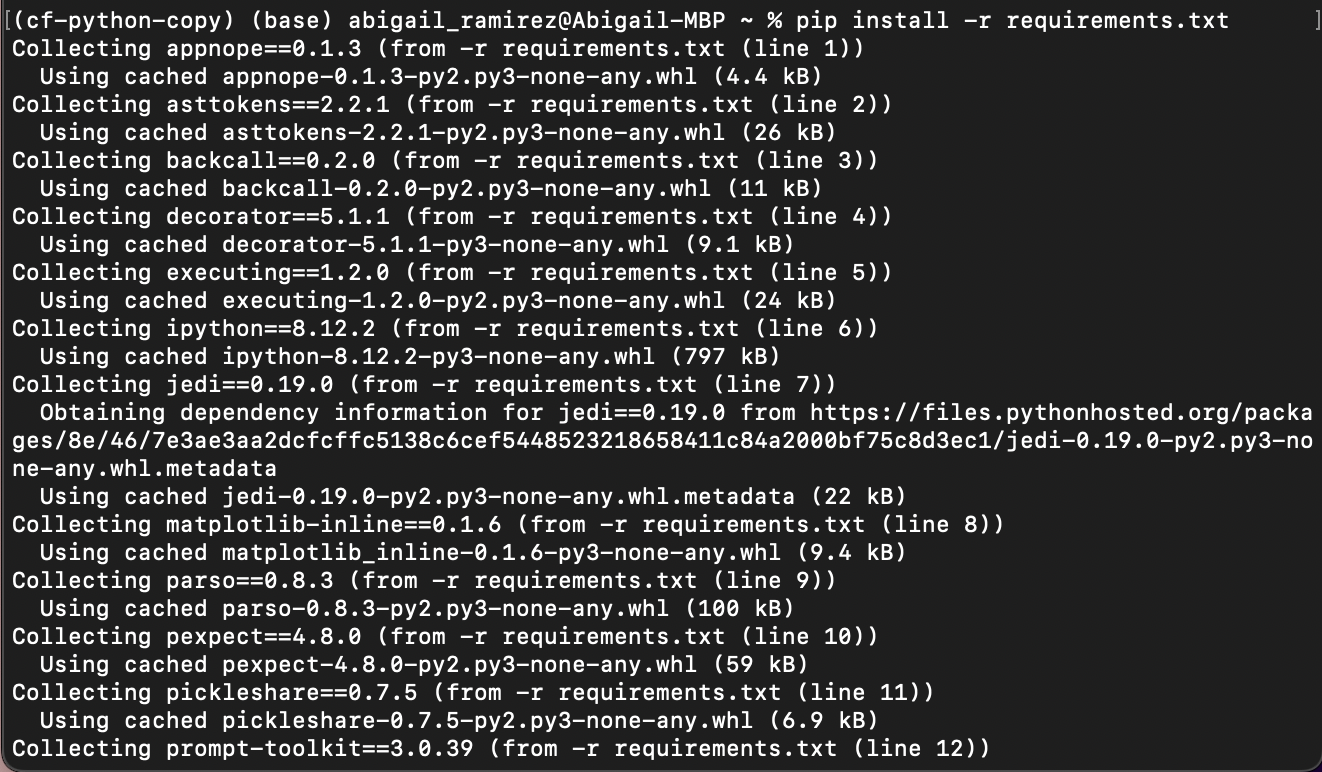 [(cf-python-copy) (base) abigail_ramirez@Abigail-MBP ~ % pip install -r requirements.txt ]
Collecting appnope==0.1.3 (from -r requirements.txt (line 1))
  Using cached appnope-0.1.3-py2.py3-none-any.whl (4.4 kB)
Collecting asttokens==2.2.1 (from -r requirements.txt (line 2))
  Using cached asttokens-2.2.1-py2.py3-none-any.whl (26 kB)
Collecting backcall==0.2.0 (from -r requirements.txt (line 3))
  Using cached backcall-0.2.0-py2.py3-none-any.whl (11 kB)
Collecting decorator==5.1.1 (from -r requirements.txt (line 4))
  Using cached decorator-5.1.1-py3-none-any.whl (9.1 kB)
Collecting executing==1.2.0 (from -r requirements.txt (line 5))
  Using cached executing-1.2.0-py2.py3-none-any.whl (24 kB)
Collecting ipython==8.12.2 (from -r requirements.txt (line 6))
  Using cached ipython-8.12.2-py3-none-any.whl (797 kB)
Collecting jedi==0.19.0 (from -r requirements.txt (line 7))
  Obtaining dependency information for jedi==0.19.0 from https://files.pythonhosted.org/packa
ges/8e/46/7e3ae3aa2dcfcffc5138c6cef5448523218658411c84a2000bf75c8d3ec1/jedi-0.19.0-py2.py3-no
ne-any.whl.metadata
  Using cached jedi-0.19.0-py2.py3-none-any.whl.metadata (22 kB)
Collecting matplotlib-inline==0.1.6 (from -r requirements.txt (line 8))
  Using cached matplotlib_inline-0.1.6-py3-none-any.whl (9.4 kB)
Collecting parso==0.8.3 (from -r requirements.txt (line 9))
  Using cached parso-0.8.3-py2.py3-none-any.whl (100 kB)
Collecting pexpect==4.8.0 (from -r requirements.txt (line 10))
  Using cached pexpect-4.8.0-py2.py3-none-any.whl (59 kB)
Collecting pickleshare==0.7.5 (from -r requirements.txt (line 11))
  Using cached pickleshare-0.7.5-py2.py3-none-any.whl (6.9 kB)
Collecting prompt-toolkit==3.0.39 (from -r requirements.txt (line 12))